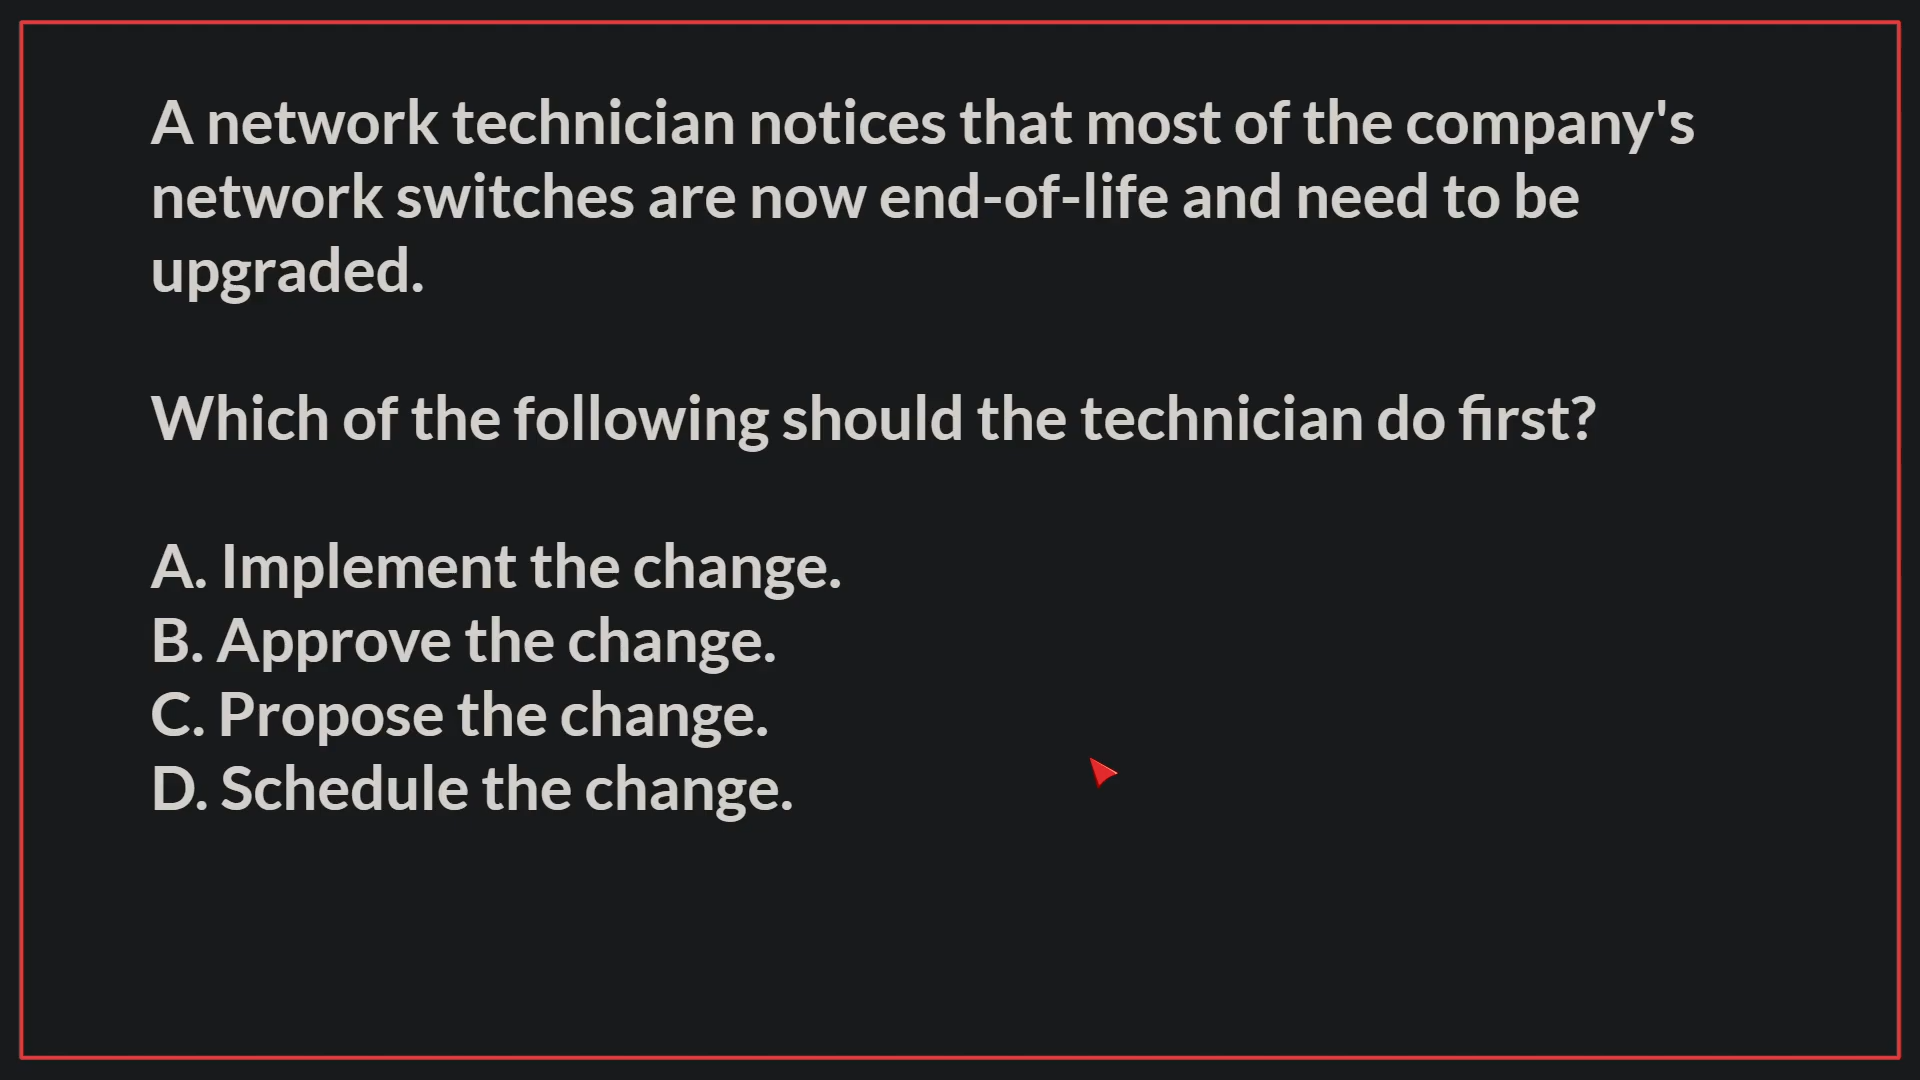 A network technician notices that most of the company's
network switches are now end-of-life and need to be
upgraded.
Which of the following should the technician do first?
A. Implement the change.
B. Approve the change.
C. Propose the change.
D. Schedule the change.